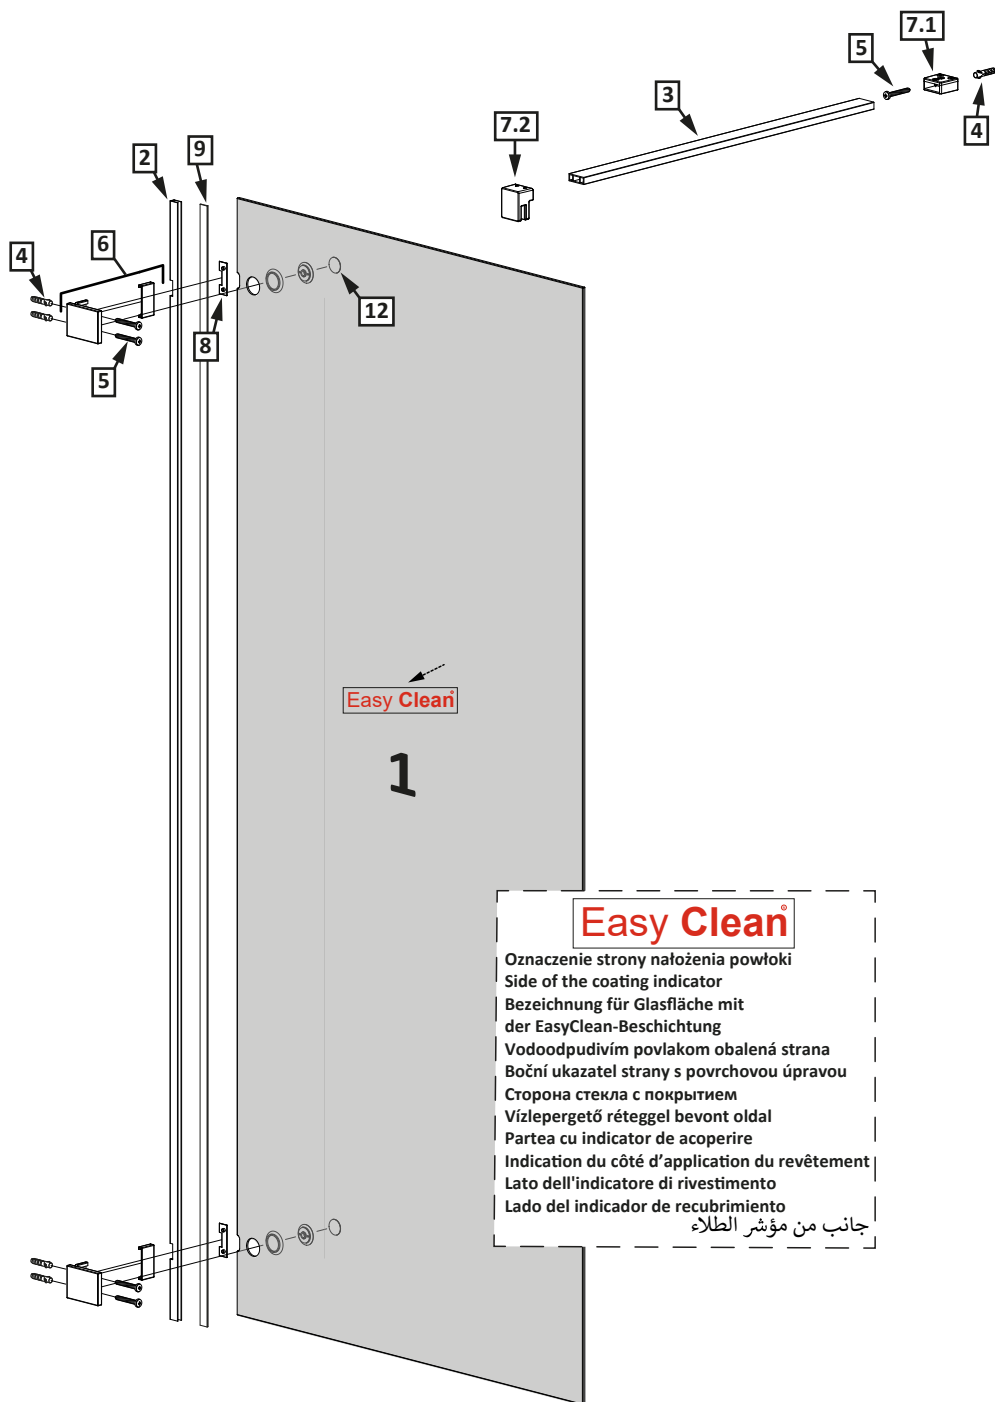 7.1
5
3
4
7.2
9
2
6
4
12
8
5
Easy Clean
1
Easy Clean®
Oznaczenie strony nałożenia powłoki
Side of the coating indicator
Bezeichnung für Glasfläche mit
der EasyClean-Beschichtung
Vodoodpudivím povlakom obalená strana
Boční ukazatel strany s povrchovou úpravou
Сторона стекла с покрытием
Vízlepergető réteggel bevont oldal
Partea cu indicator de acoperire
Indication du côté d’application du revêtement
Lato dell'indicatore di rivestimento
Lado del indicador de recubrimiento
جانب من مؤشر الطلاء